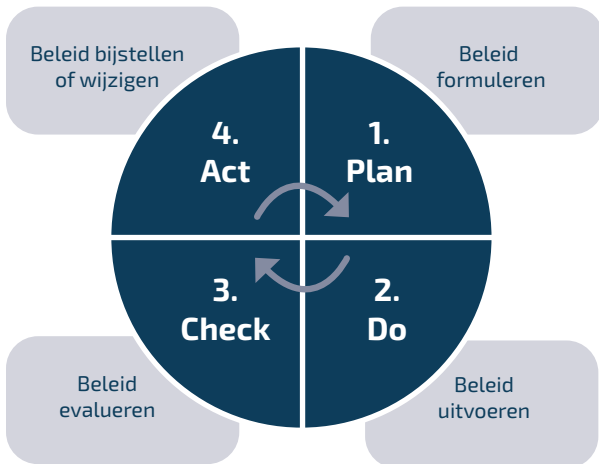 Beleid bijstellen
of wijzigen
Beleid
formuleren
4.
Act
1.
Plan
3.
Check
2.
Do
Beleid
evalueren
Beleid
uitvoeren